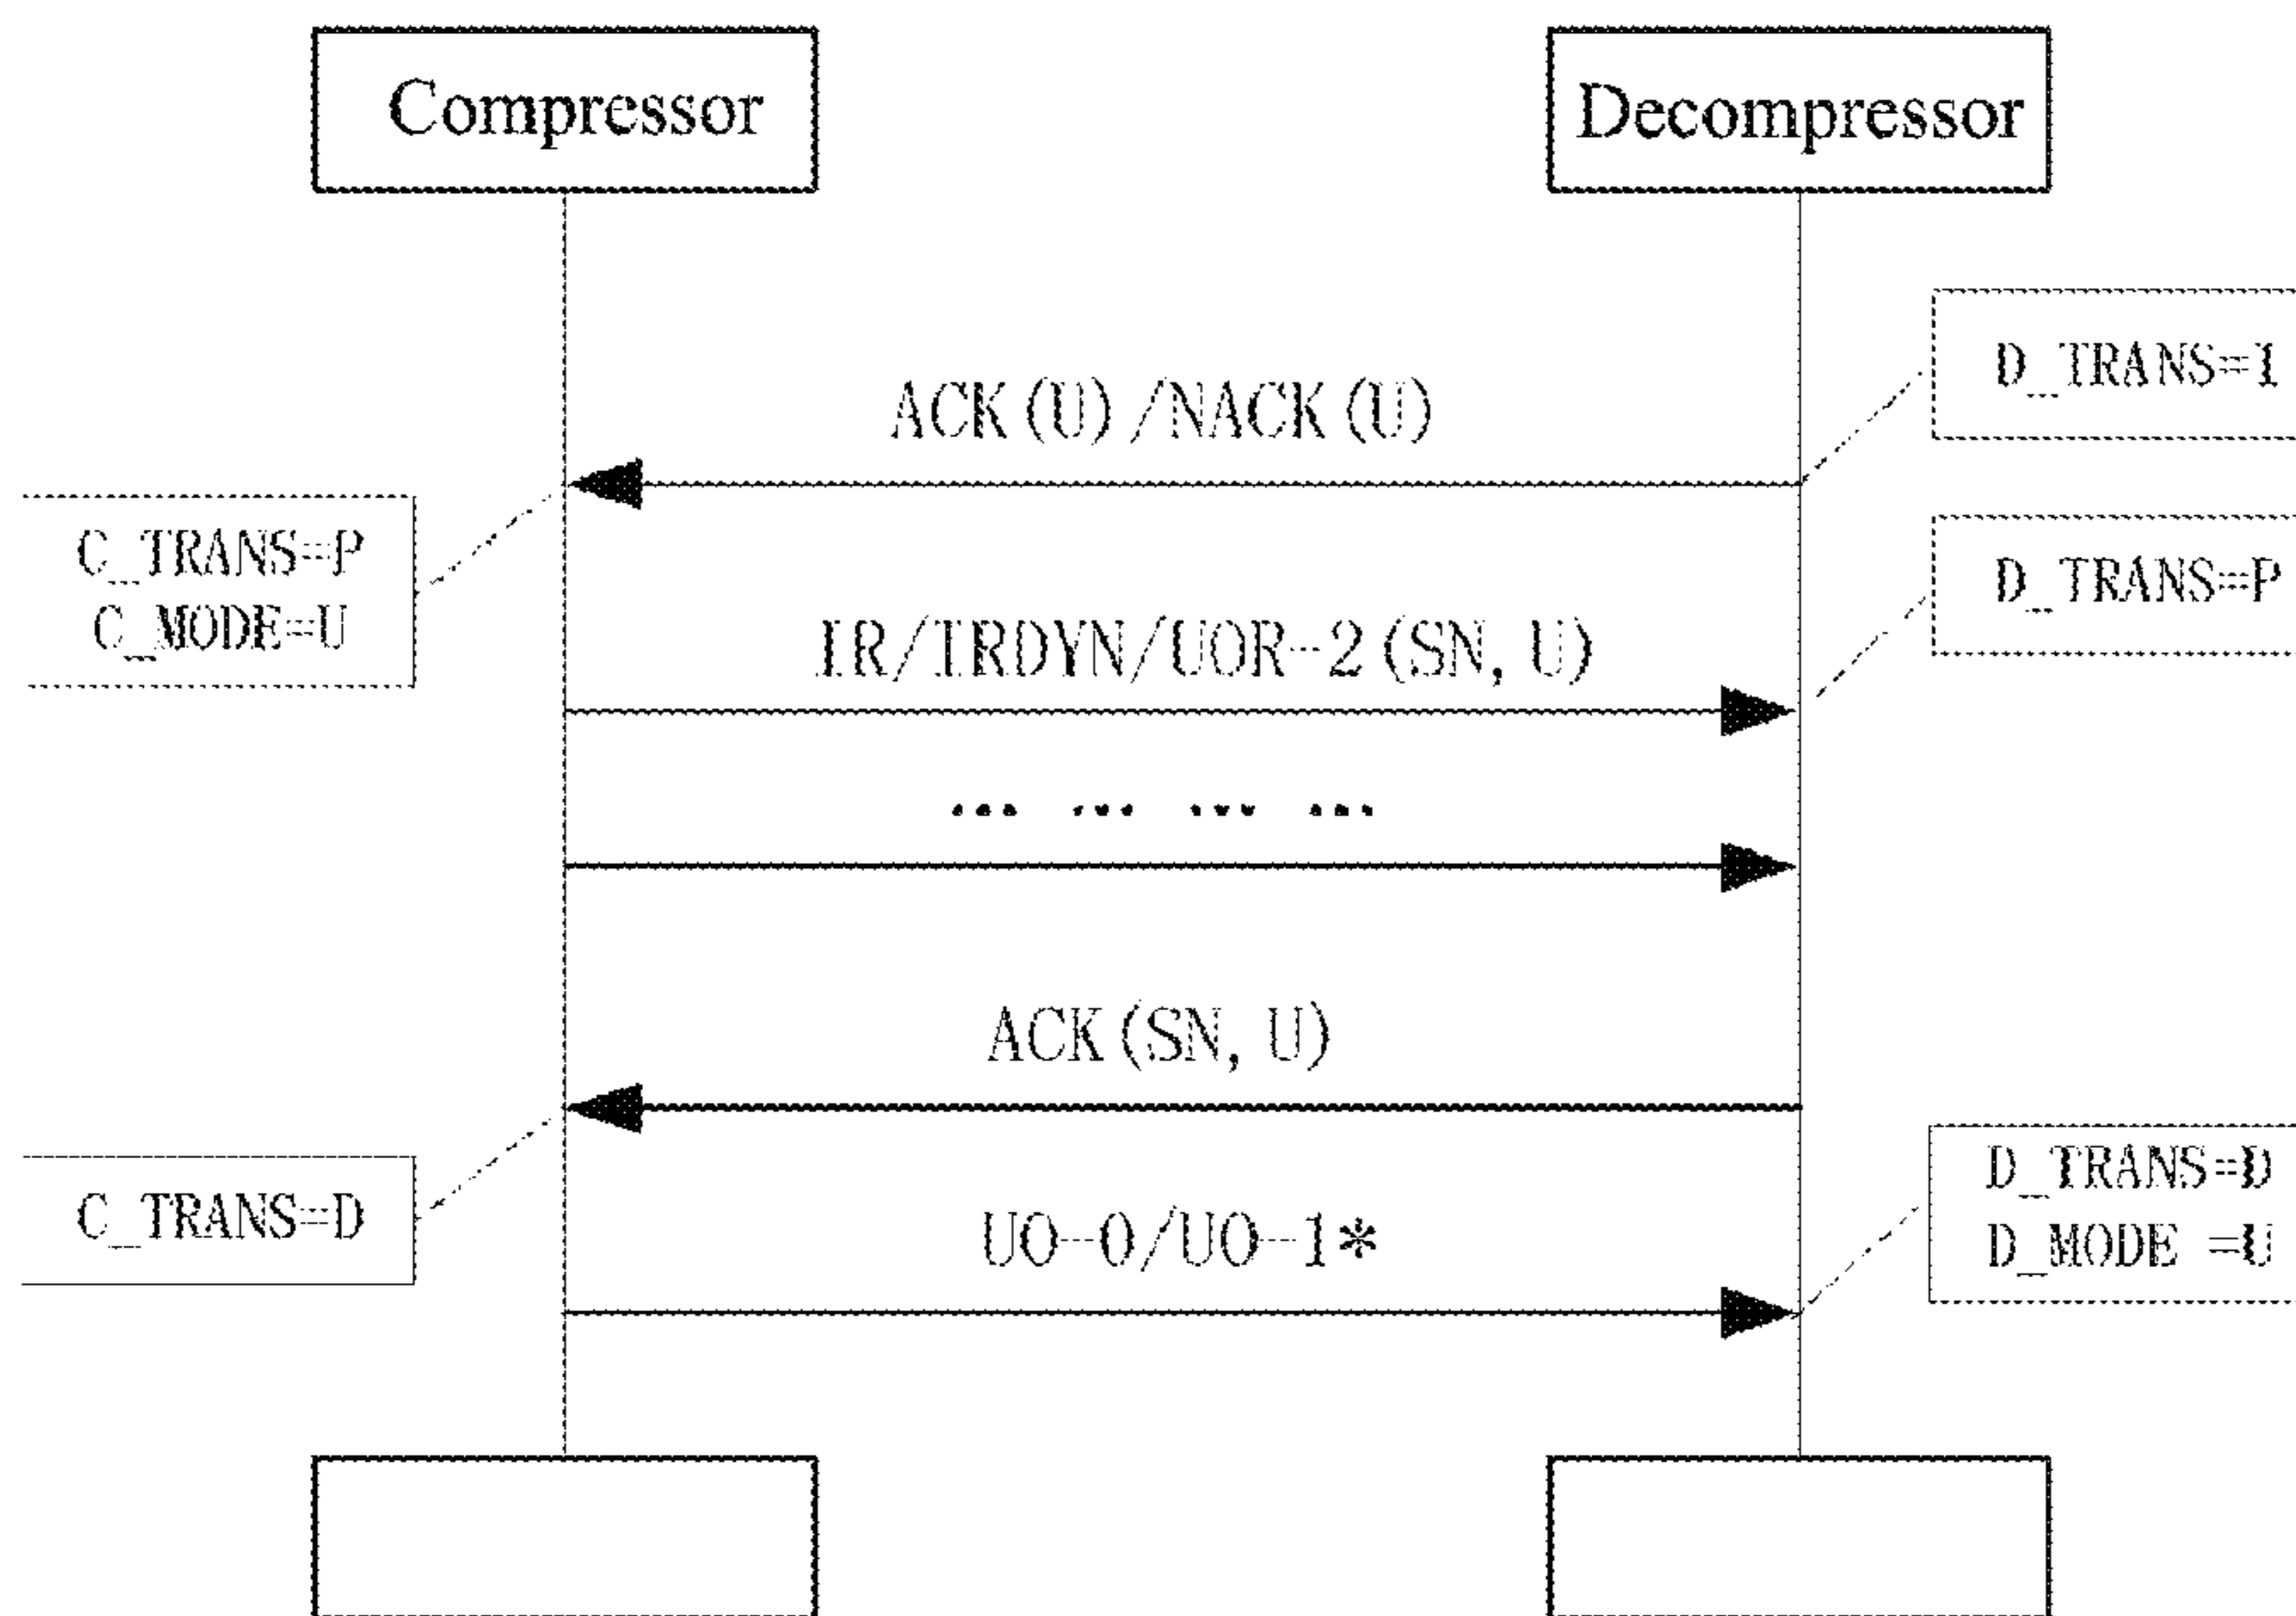 Compressor
Decompressor
D_TRANS=I
ACK(U)/NACK(U)
C_TRANS=P
C_MODE=U
D_TRANS=P
IR/IRDYN/UOR-2(SN, U)
... ... ... ...
ACK(SN, U)
C_TRANS=D
D_TRANS=D
D_MODE =U
UO-0/UO-1*